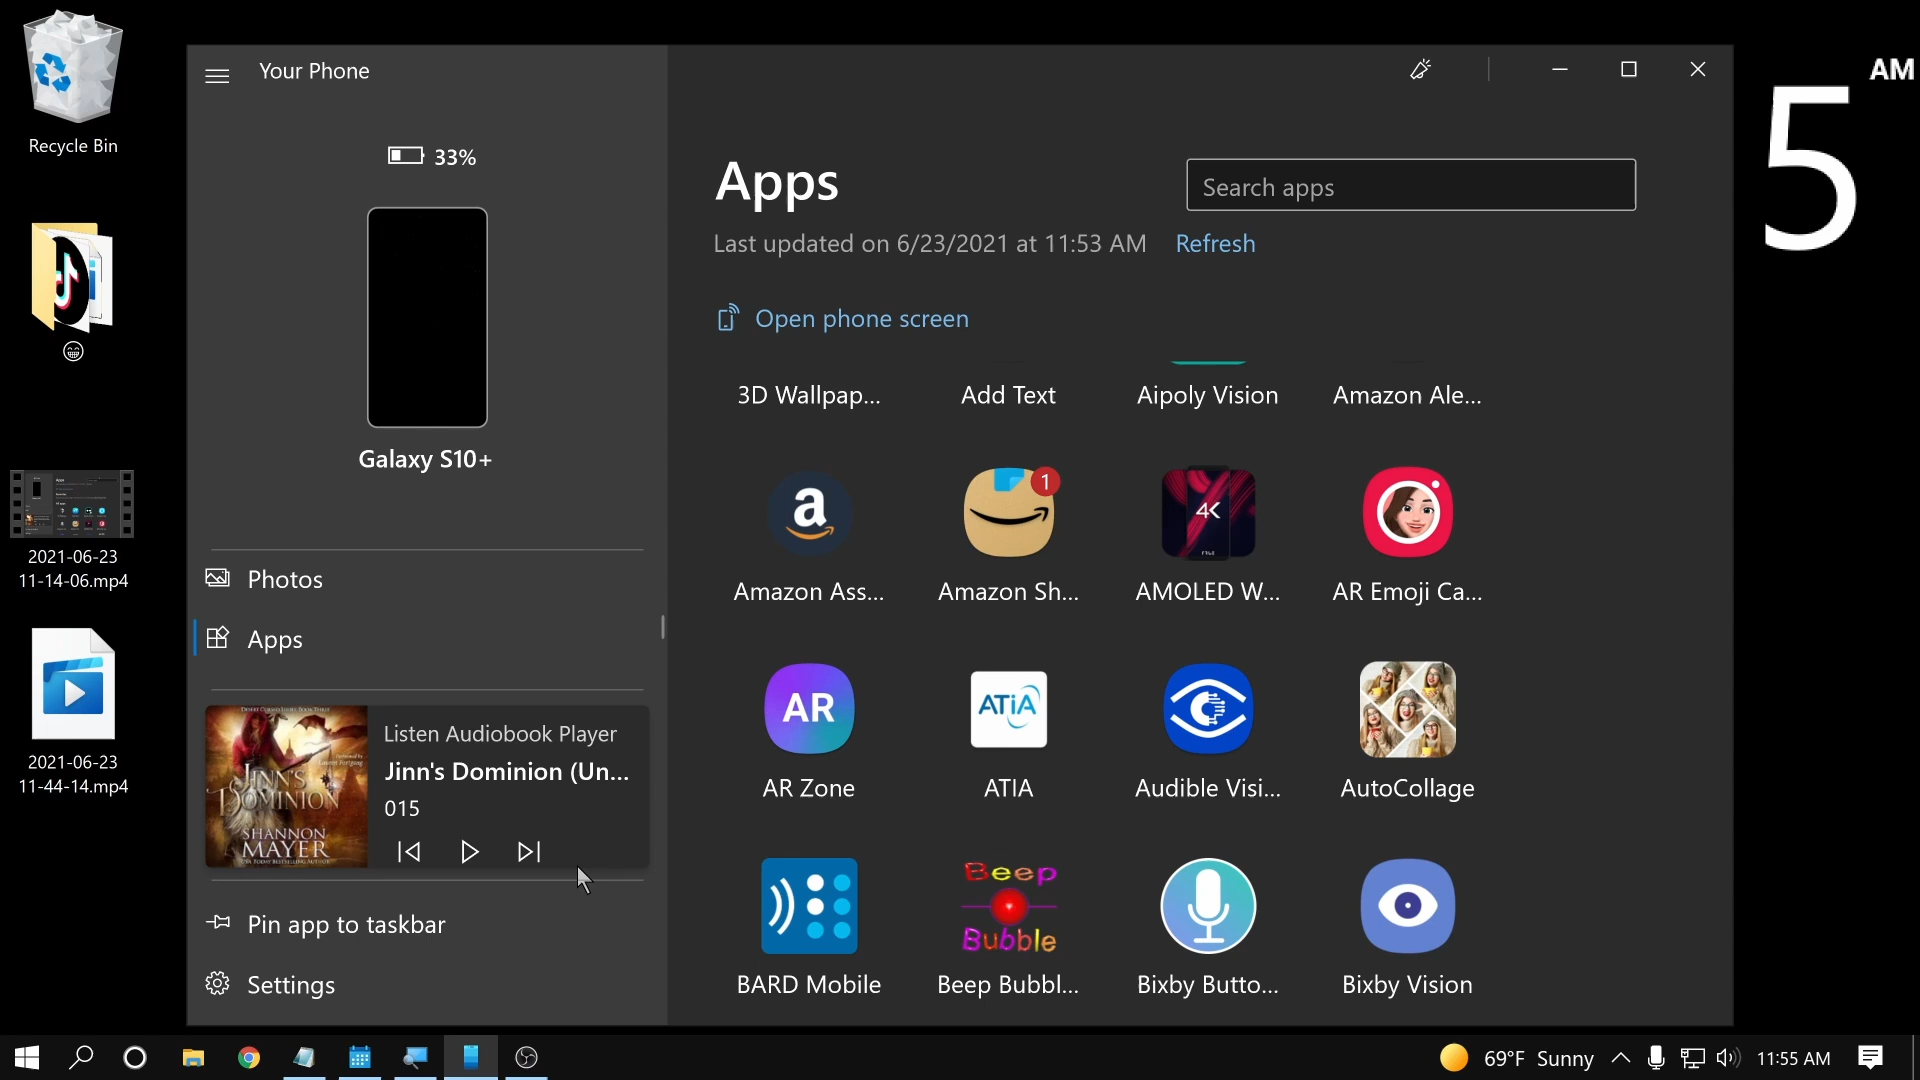 Recycle Bin
2021-06-23
11-14-06.mp4
2021-06-23
11-44-14.mp4
Your Phone
33%
Galaxy S10+
Photos
Apps
JINN'S
DOMINION
SHANNON
MAYER
Listen Audiobook Player
Jinn's Dominion (Un...
015
Pin app to taskbar
Settings
Apps
Search apps
Last updated on 6/23/2021 at 11:53 AM Refresh
Open phone screen
3D Wallpap... Add Text Aipoly Vision Amazon Ale...
a 1 4K
Amazon Ass... Amazon Sh... AMOLED W... AR Emoji Ca...
AR ATiA
AR Zone ATIA Audible Visi... AutoCollage
Beep
Bubble
BARD Mobile Beep Bubbl... Bixby Butto... Bixby Vision
AM
5
69°F Sunny 11:55 AM